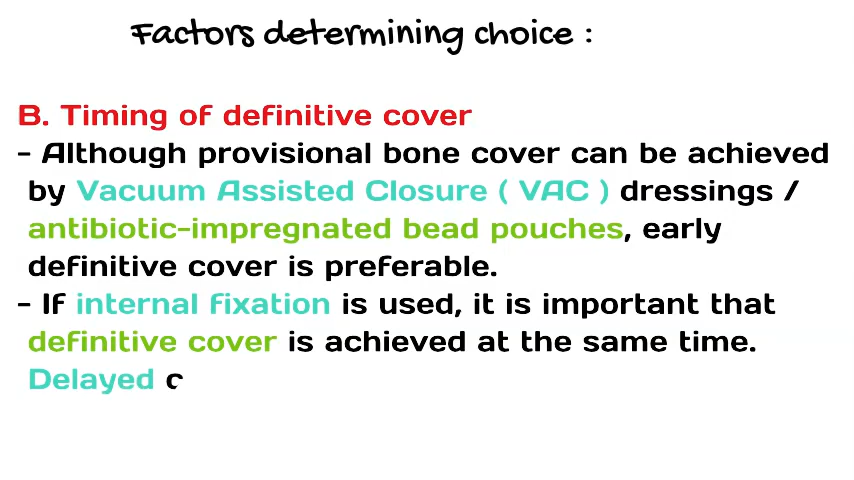 Factors determining choice :
B. Timing of definitive cover
- Although provisional bone cover can be achieved
by Vacuum Assisted Closure ( VAC ) dressings /
antibiotic-impregnated bead pouches, early
definitive cover is preferable.
- If internal fixation is used, it is important that
definitive cover is achieved at the same time.
Delayed